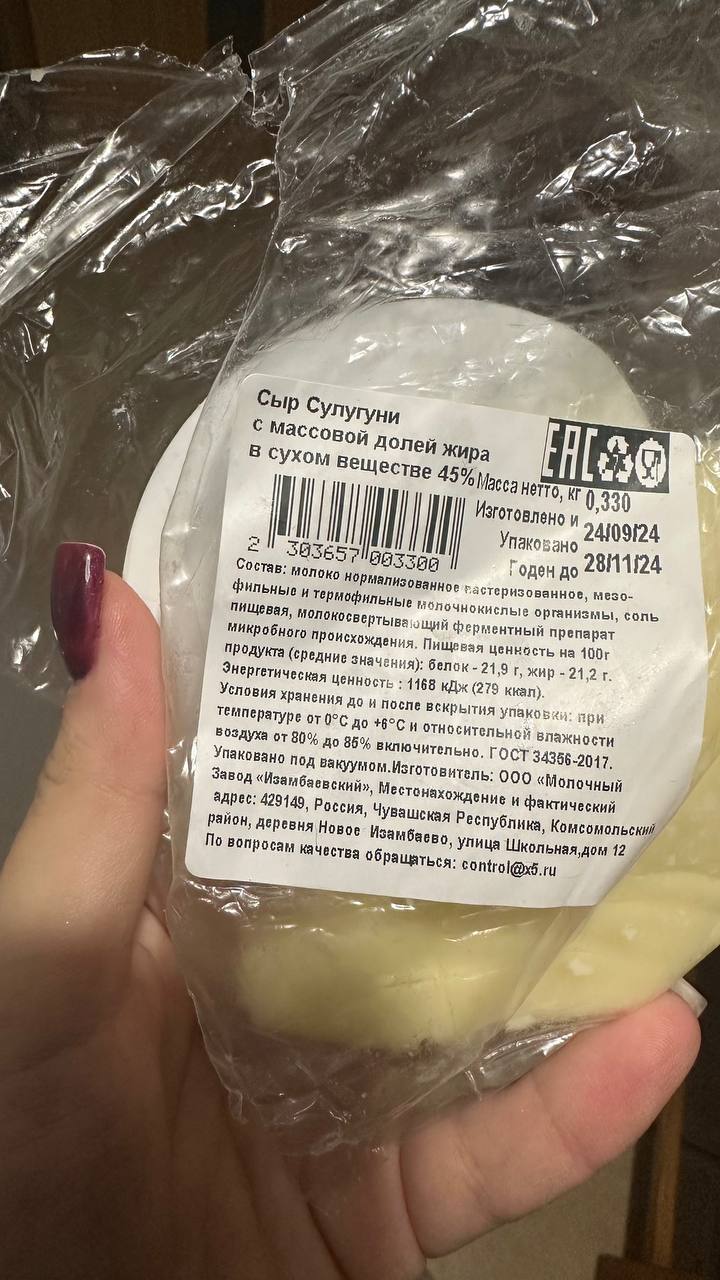 Сыр Сулугуни
с массовой долей жира
в сухом веществе 45%
EAC
Масса нетто, кг 0,330
Изготовлено и
Упаковано 24/09/24
Годен до 28/11/24
2 303657 003300
Состав: молоко нормализованное пастеризованное, мезо-
фильные и термофильные молочнокислые организмы, соль
пищевая, молокосвертывающий ферментный препарат
микробного происхождения. Пищевая ценность на 100г
продукта (средние значения): белок - 21,9 г, жир - 21,2 г.
Энергетическая ценность : 1168 кДж (279 ккал).
Условия хранения до и после вскрытия упаковки: при
температуре от 0°С до +6°С и относительной влажности
воздуха от 80% до 85% включительно. ГОСТ 34356-2017.
Упаковано под вакуумом.Изготовитель: ООО «Молочный
Завод «Изамбаевский», Местонахождение и фактический
адрес: 429149, Россия, Чувашская Республика, Комсомольский
район, деревня Новое Изамбаево, улица Школьная,дом 12
По вопросам качества обращаться: control@x5.ru